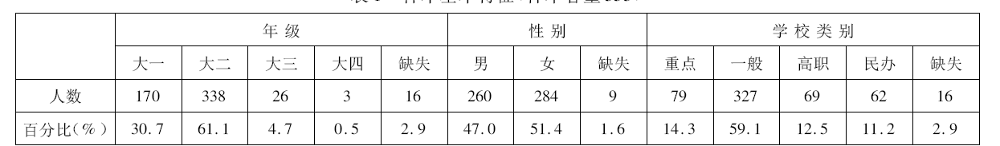 年级 性别 学校类别
大一 大二 大三 大四 缺失 男 女 缺失 重点 一般 高职 民办 缺失
人数 170 338 26 3 16 260 284 9 79 327 69 62 16
百分比(%) 30.7 61.1 4.7 0.5 2.9 47.0 51.4 1.6 14.3 59.1 12.5 11.2 2.9